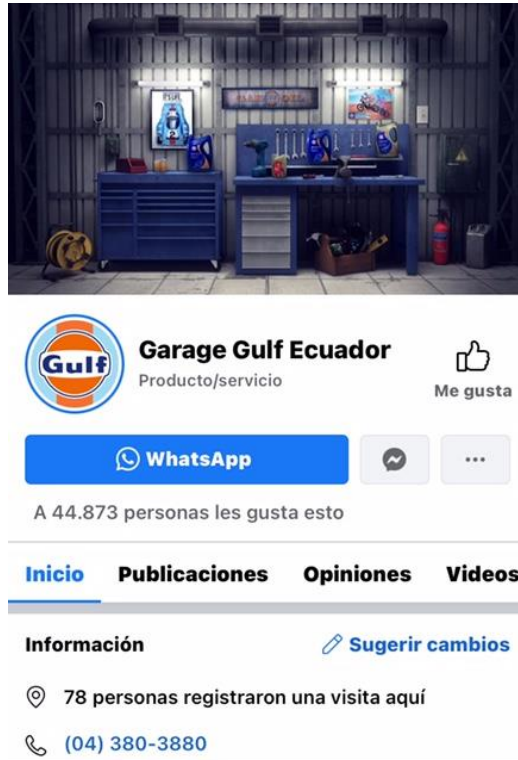 Gulf
Garage Gulf Ecuador
Producto/servicio
Me gusta
WhatsApp
A 44.873 personas les gusta esto
Inicio Publicaciones Opiniones Videos
Información Sugerir cambios
78 personas registraron una visita aquí
(04) 380-3880